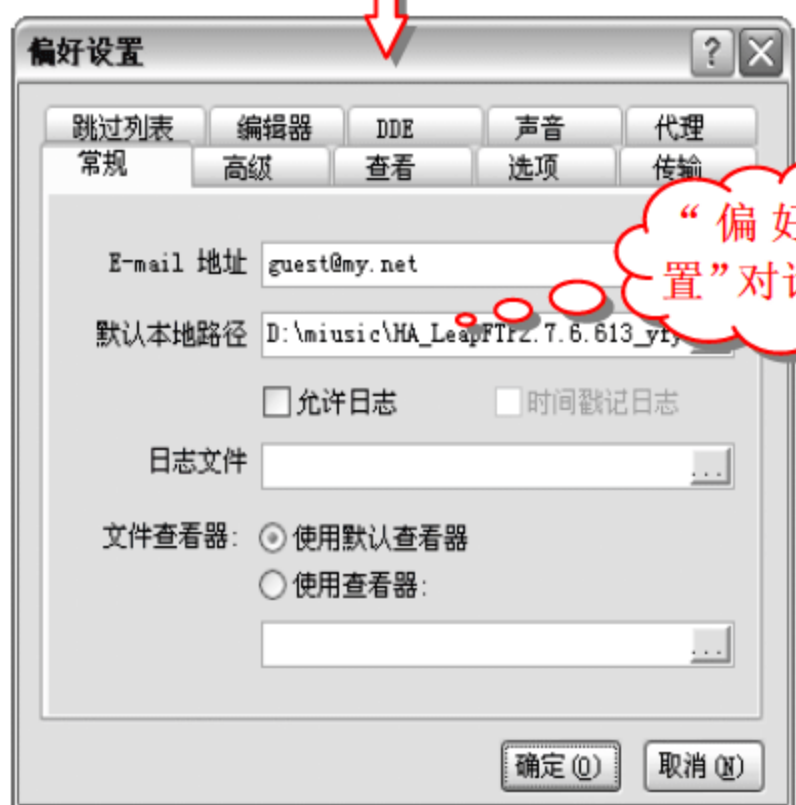 偏好设置
跳过列表 编辑器 DDE 声音 代理
常规 高级 查看 选项 传输
“偏好
置”对
E-mail 地址 guest@my.net
默认本地路径 D:\miusic\HA_LeapFTP2.7.6.613_yfy
允许日志 时间戳记日志
日志文件 ...
文件查看器: 使用默认查看器
使用查看器:
...
确定(O) 取消(N)